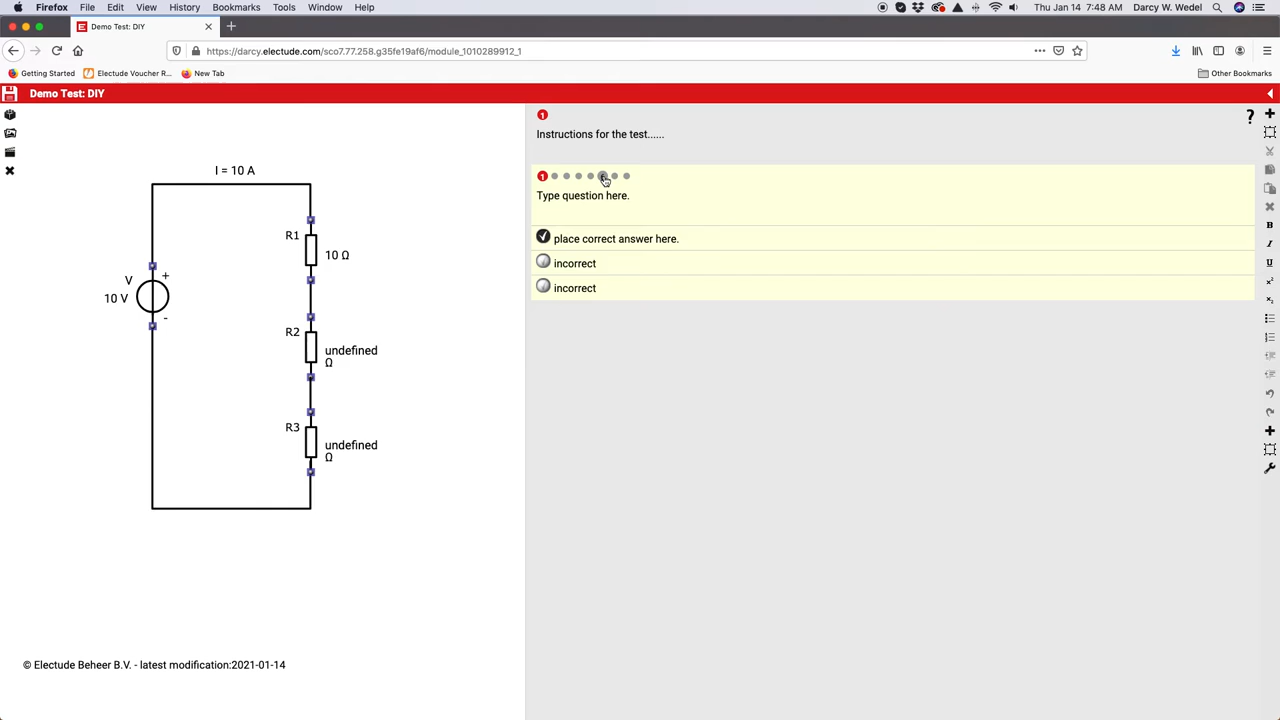 Firefox File Edit View History Bookmarks Tools Window Help Thu Jan 14 7:48 AM Darcy W. Wedel
Demo Test: DIY
https://darcy.electude.com/sco7.77.258.g35fe19af6/module_1010289912_1
Getting Started Electude Voucher R... New Tab Other Bookmarks
Demo Test: DIY
I = 10 A
R1
10 Ω
V
+
10 V
-
R2
undefined
Ω
R3
undefined
Ω
© Electude Beheer B.V. - latest modification:2021-01-14
1
?
Instructions for the test......
1
Type question here.
place correct answer here.
incorrect
incorrect
B
I
U
x²
x₂